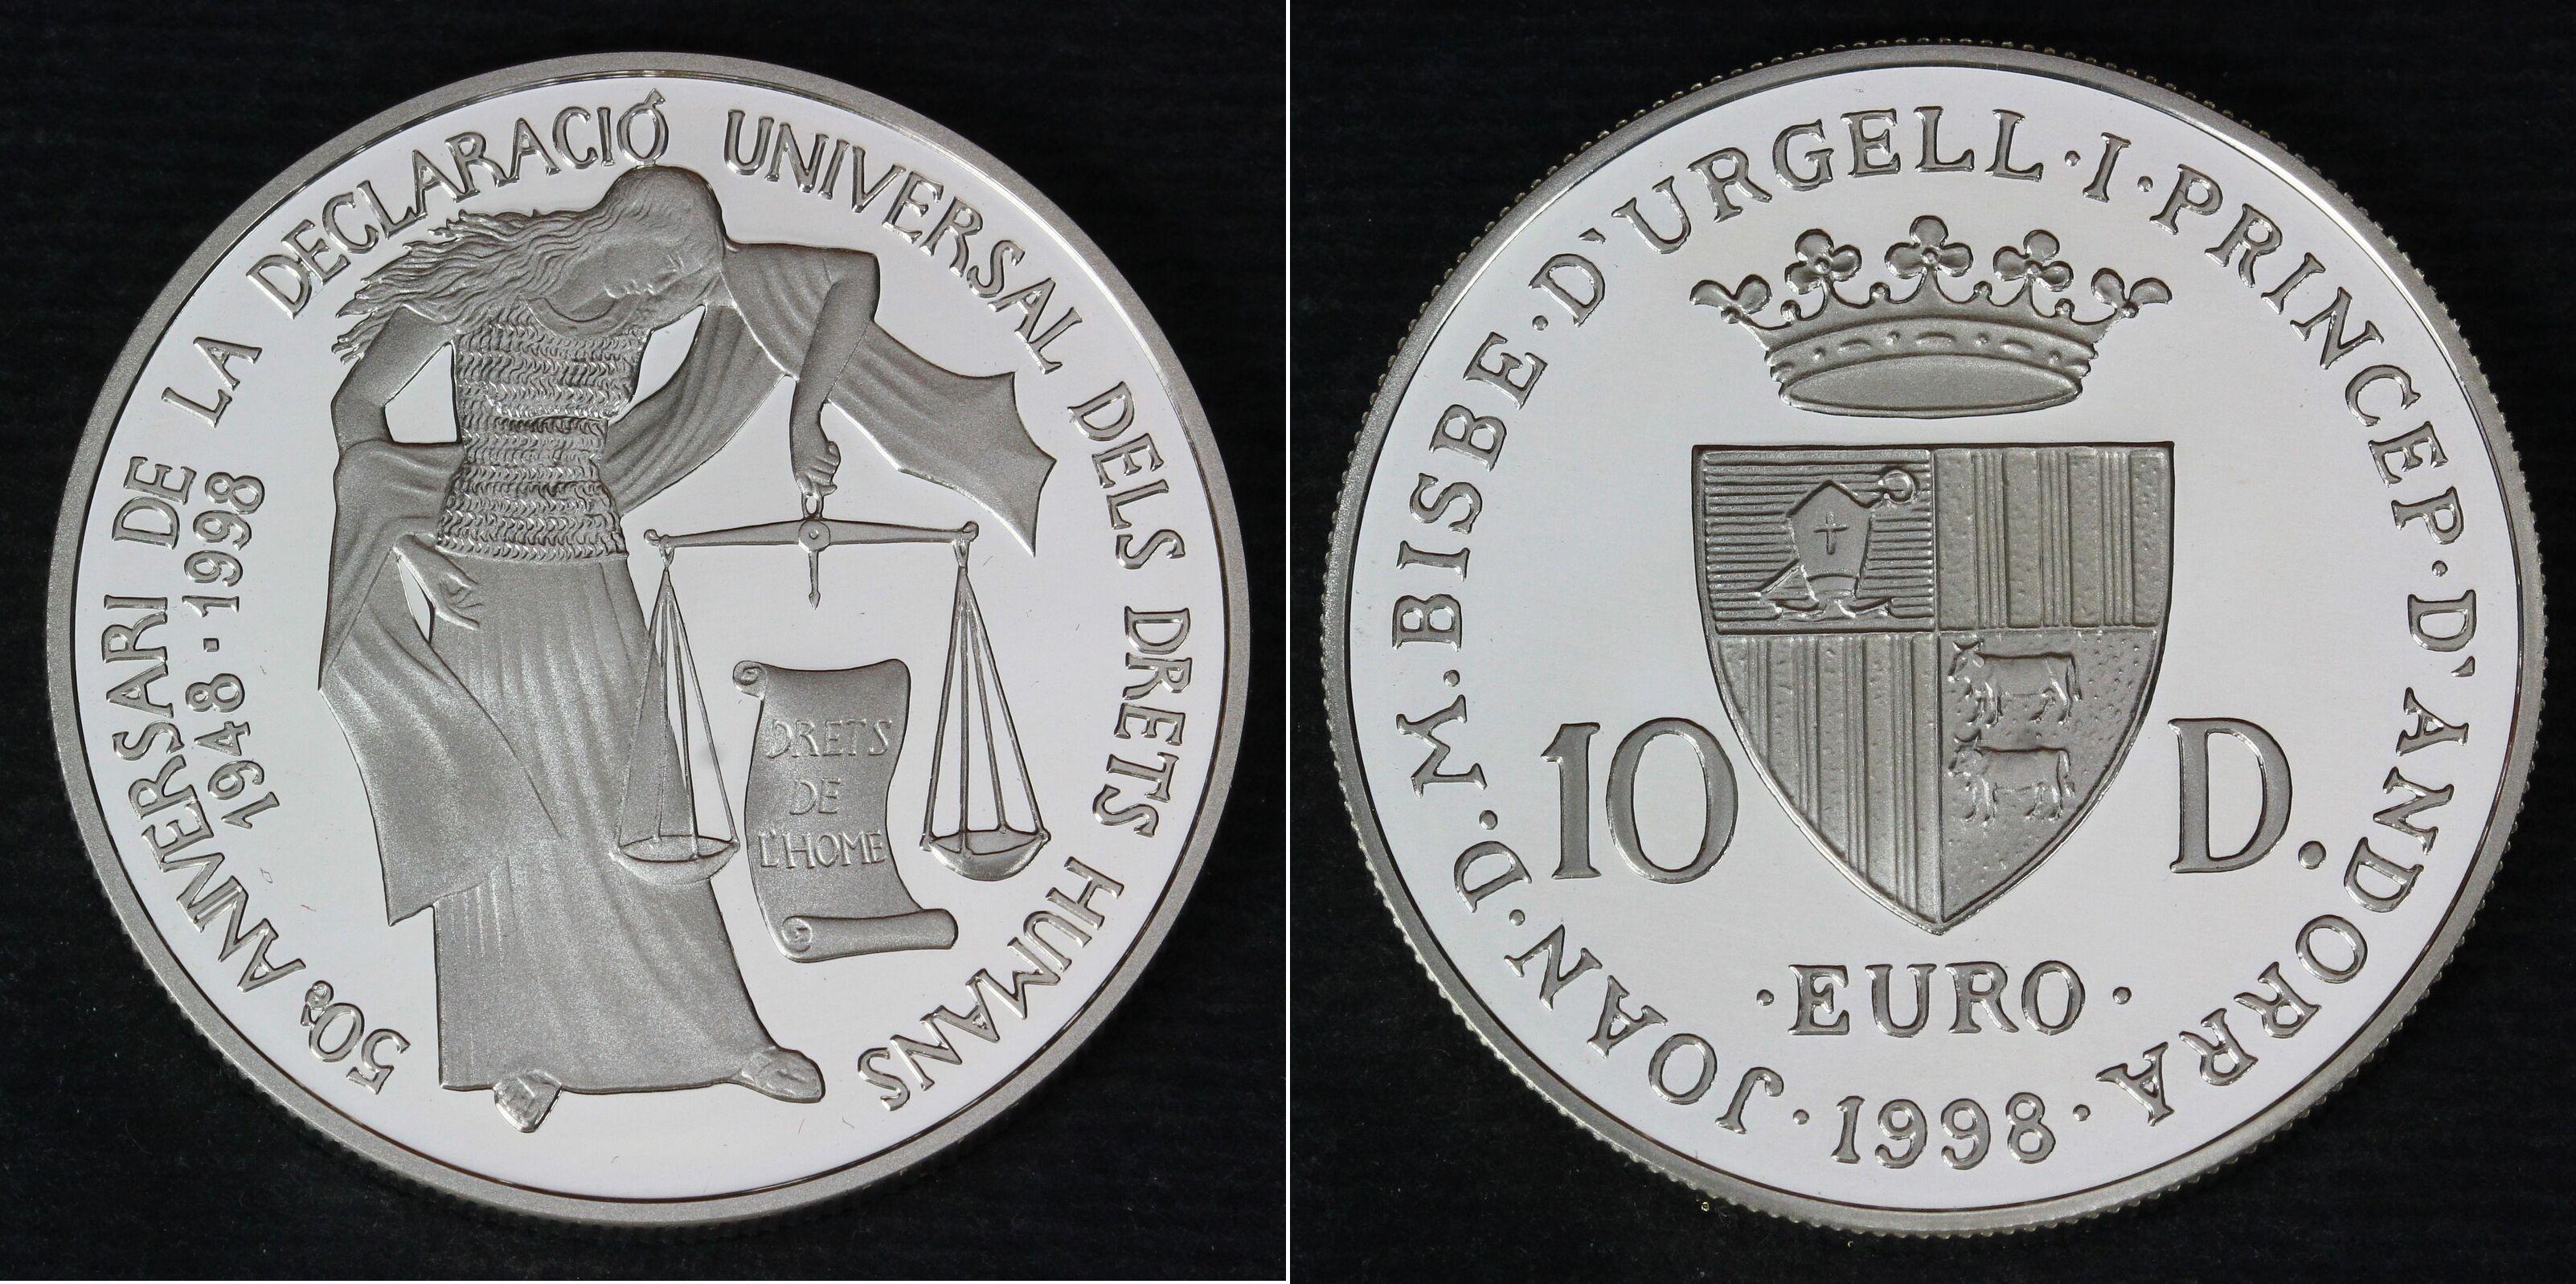 50è ANIVERSARI DE LA DECLARACIÓ UNIVERSAL DELS DRETS HUMANS
1948·1998
DRETS
DE
L'HOME
JOAN·D.D.M.BISBE·D'URGELL·I·PRINCEP·D'ANDORRA
10 D.
·EURO·
·1998·